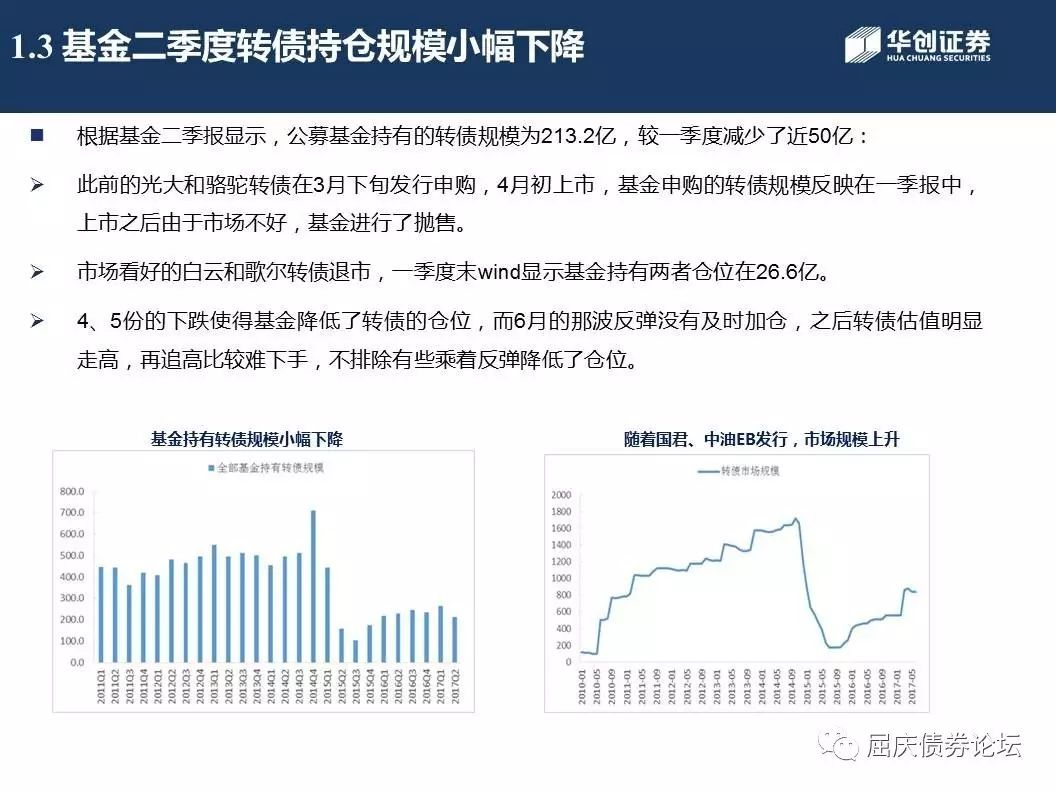 1.3 基金二季度转债持仓规模小幅下降
华创证券
HUA CHUANG SECURITIES
根据基金二季报显示，公募基金持有的转债规模为213.2亿，较一季度减少了近50亿：
此前的光大和骆驼转债在3月下旬发行申购，4月初上市，基金申购的转债规模反映在一季报中，
上市之后由于市场不好，基金进行了抛售。
市场看好的白云和歌尔转债退市，一季度末wind显示基金持有两者仓位在26.6亿。
4、5份的下跌使得基金降低了转债的仓位，而6月的那波反弹没有及时加仓，之后转债估值明显
走高，再追高比较难下手，不排除有些乘着反弹降低了仓位。
基金持有转债规模小幅下降
全部基金持有转债规模
800.0
700.0
600.0
500.0
400.0
300.0
200.0
100.0
0.0
2011Q1
2011Q2
2011Q3
2011Q4
2012Q1
2012Q2
2012Q3
2012Q4
2013Q1
2013Q2
2013Q3
2013Q4
2014Q1
2014Q2
2014Q3
2014Q4
2015Q1
2015Q2
2015Q3
2015Q4
2016Q1
2016Q2
2016Q3
2016Q4
2017Q1
2017Q2
随着国君、中油EB发行，市场规模上升
转债市场规模
2000
1800
1600
1400
1200
1000
800
600
400
200
0
2010-01
2010-05
2010-09
2011-01
2011-05
2011-09
2012-01
2012-05
2012-09
2013-01
2013-05
2013-09
2014-01
2014-05
2014-09
2015-01
2015-05
2015-09
2016-01
2016-05
2016-09
2017-01
2017-05
屈庆债券论坛